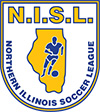 N.I.S.L.
NORTHERN ILLINOIS SOCCER LEAGUE